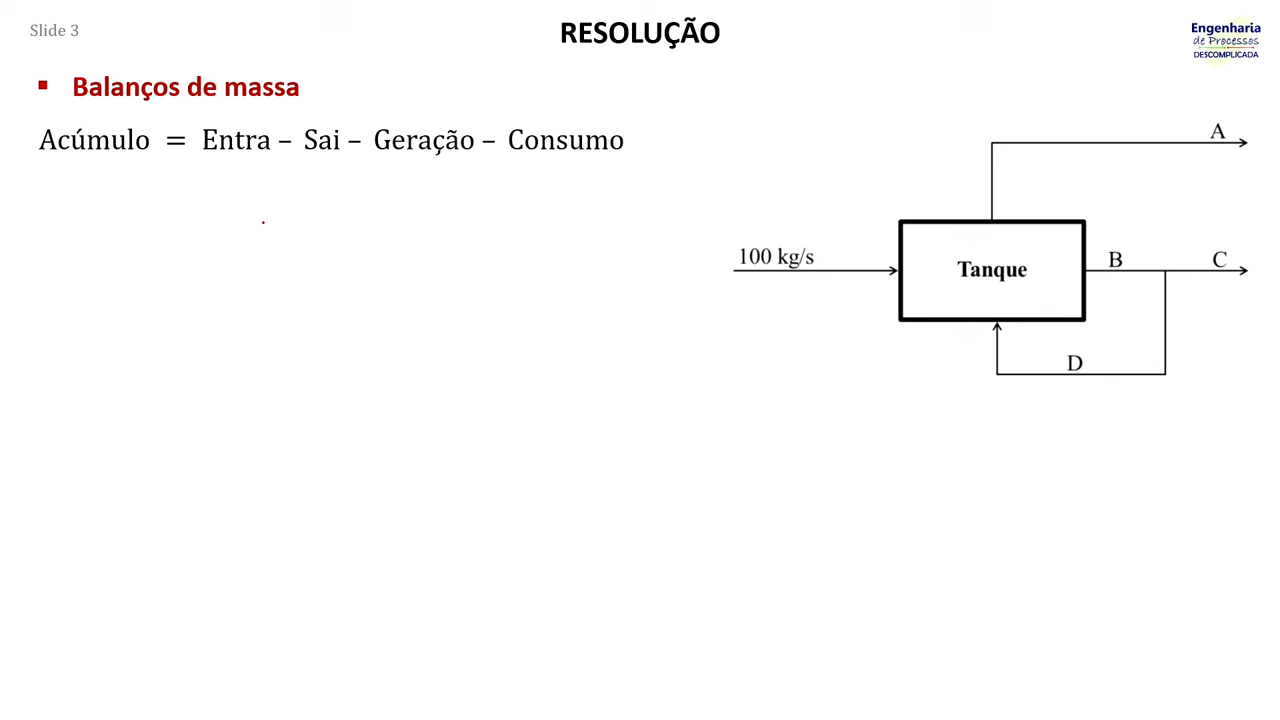 Slide 3
RESOLUÇÃO
Engenharia
de Processos
DESCOMPLICADA
▪ Balanços de massa
Acúmulo = Entra – Sai – Geração – Consumo
A
100 kg/s
Tanque
B
C
D